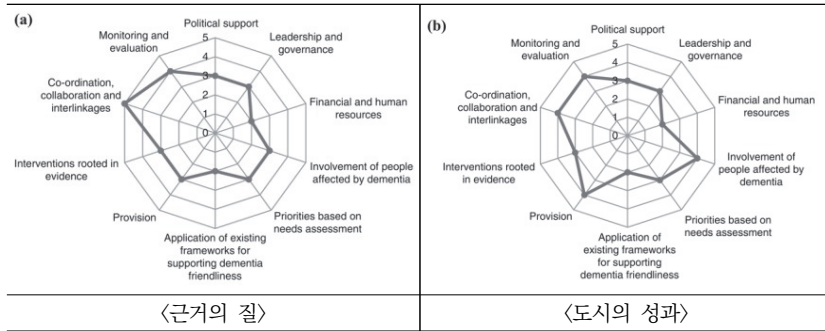 (a)
Political support
Leadership and
governance
Financial and human
resources
Involvement of people
affected by dementia
Priorities based on
needs assessment
Application of existing
frameworks for
supporting dementia
friendliness
Provision
Interventions rooted in
evidence
Co-ordination,
collaboration and
interlinkages
Monitoring and
evaluation
5
4
3
2
1
0
〈근거의 질〉
(b)
Political support
Leadership and
governance
Financial and human
resources
Involvement of
people affected by
dementia
Priorities based on
needs assessment
Application of
existing frameworks
for supporting
dementia friendliness
Provision
Interventions rooted
in evidence
Co-ordination,
collaboration and
interlinkages
Monitoring and
evaluation
5
4
3
2
1
0
〈도시의 성과〉